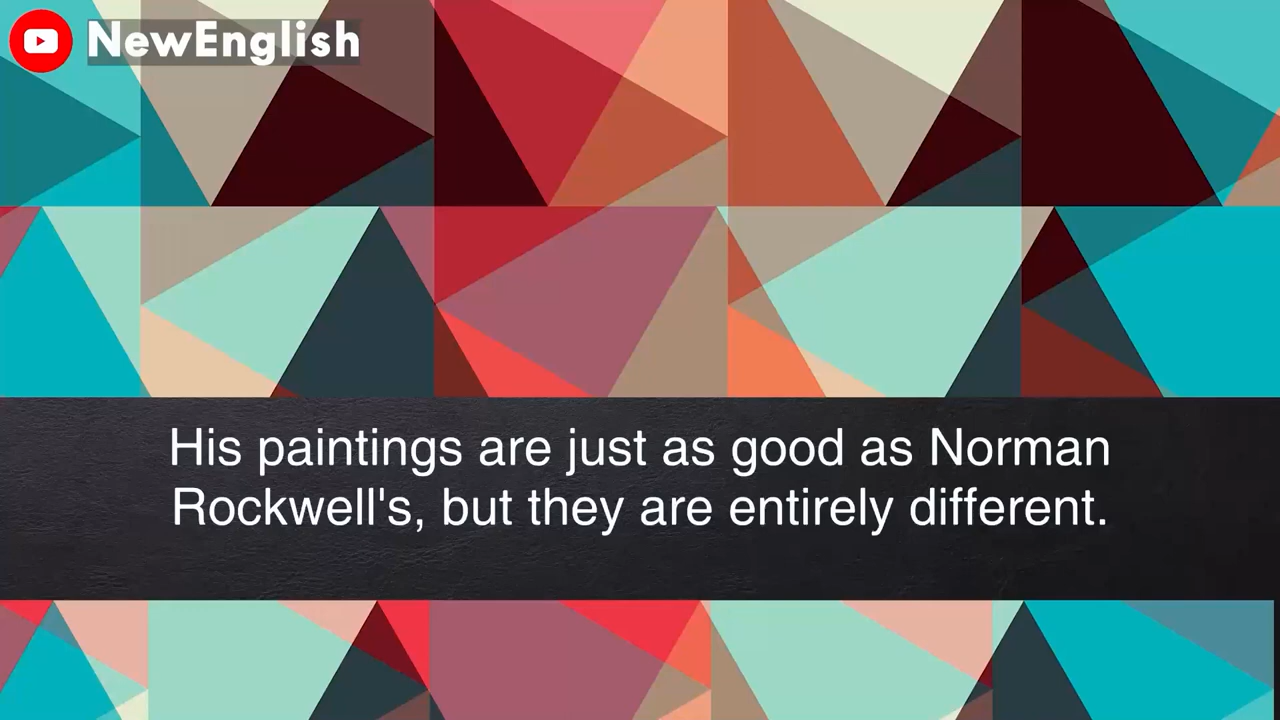 NewEnglish
His paintings are just as good as Norman
Rockwell's, but they are entirely different.